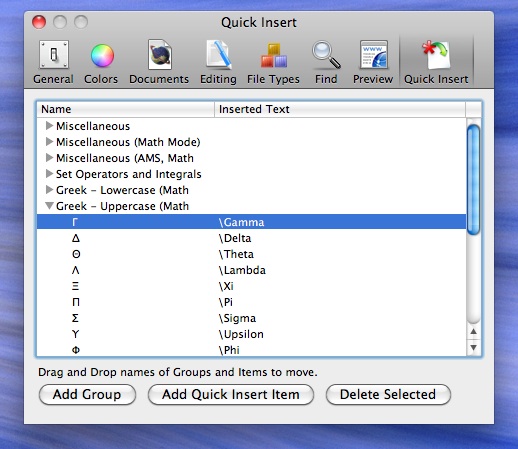 Quick Insert
General Colors Documents Editing File Types Find Preview Quick Insert
Name Inserted Text
Miscellaneous
Miscellaneous (Math Mode)
Miscellaneous (AMS, Math
Set Operators and Integrals
Greek – Lowercase (Math
Greek – Uppercase (Math
Γ \Gamma
Δ \Delta
Θ \Theta
Λ \Lambda
Ξ \Xi
Π \Pi
Σ \Sigma
Υ \Upsilon
Φ \Phi
Drag and Drop names of Groups and Items to move.
Add Group Add Quick Insert Item Delete Selected